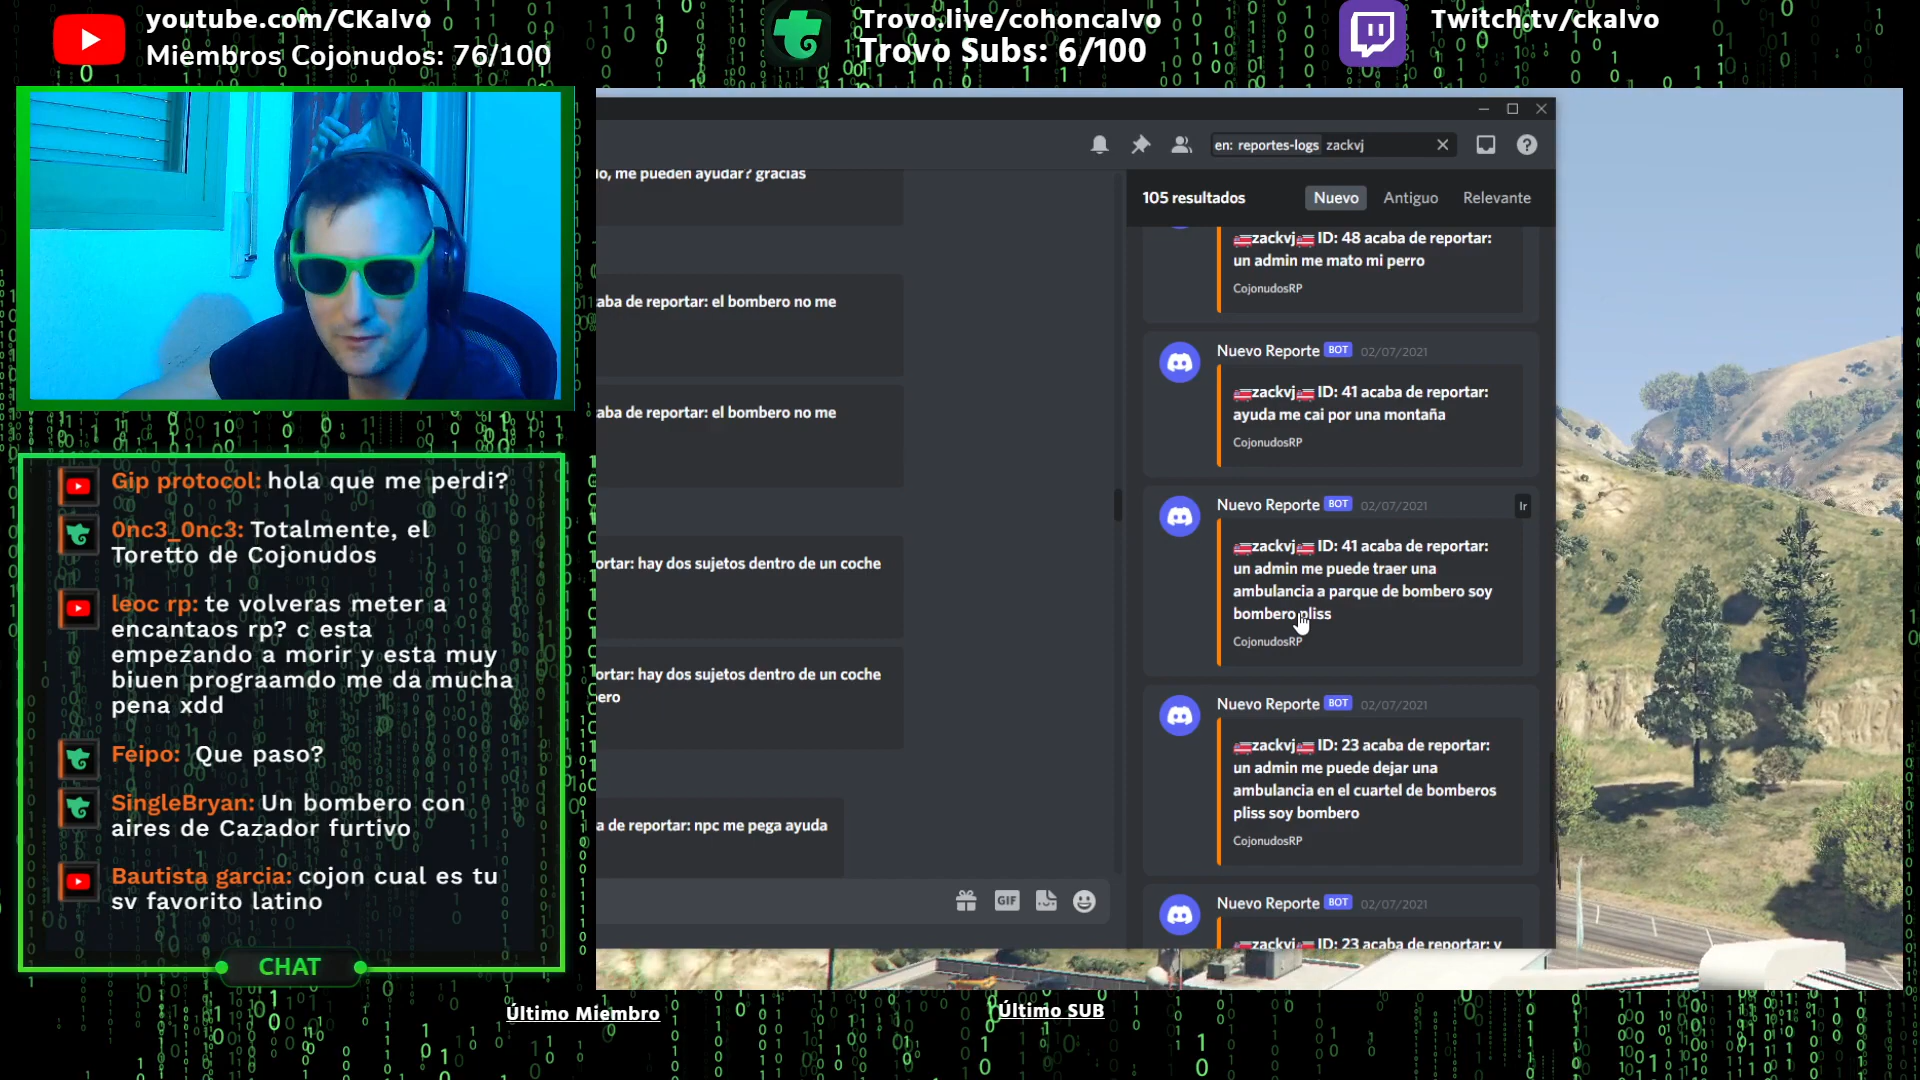 youtube.com/CKalvo
Miembros Cojonudos: 76/100
Trovo.live/cohoncalvo
Trovo Subs: 6/100
Twitch.tv/ckalvo
Gip protocol: hola que me perdi?
0nc3_0nc3: Totalmente, el
Toretto de Cojonudos
leoc rp: te volveras meter a
encantaos rp? c esta
empezando a morir y esta muy
biuen prograamdo me da mucha
pena xdd
Feipo: Que paso?
SingleBryan: Un bombero con
aires de Cazador furtivo
Bautista garcia: cojon cual es tu
sv favorito latino
CHAT
en: reportes-logs zackvj
lo, me pueden ayudar? gracias
aba de reportar: el bombero no me
aba de reportar: el bombero no me
ortar: hay dos sujetos dentro de un coche
ortar: hay dos sujetos dentro de un coche
ero
a de reportar: npc me pega ayuda
GIF
105 resultados
Nuevo
Antiguo
Relevante
zackvj ID: 48 acaba de reportar:
un admin me mato mi perro
CojonudosRP
Nuevo Reporte BOT 02/07/2021
zackvj ID: 41 acaba de reportar:
ayuda me cai por una montaña
CojonudosRP
Nuevo Reporte BOT 02/07/2021
Ir
zackvj ID: 41 acaba de reportar:
un admin me puede traer una
ambulancia a parque de bombero soy
bombero pliss
CojonudosRP
Nuevo Reporte BOT 02/07/2021
zackvj ID: 23 acaba de reportar:
un admin me puede dejar una
ambulancia en el cuartel de bomberos
pliss soy bombero
CojonudosRP
Nuevo Reporte BOT 02/07/2021
zackvj ID: 23 acaba de reportar: y
Último Miembro
Último SUB